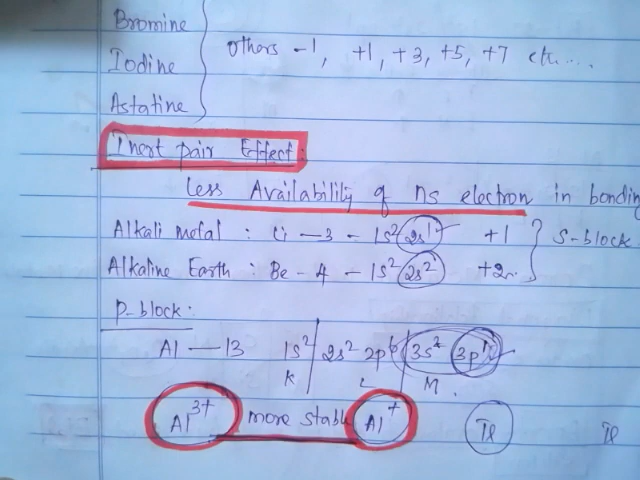 Bromine
Iodine
Astatine
others -1, +1, +3, +5, +7 etc....
Inert pair Effect:
Less Availability of ns electron in bonding
Alkali metal : Li - 3 - 1s² 2s¹ +1
Alkaline Earth : Be - 4 - 1s² 2s² +2
S-block
p-block:
Al - 13 1s² 2s² 2p⁶ 3s² 3p¹
K L M.
Al³⁺ more stable Al⁺ Tl Tl